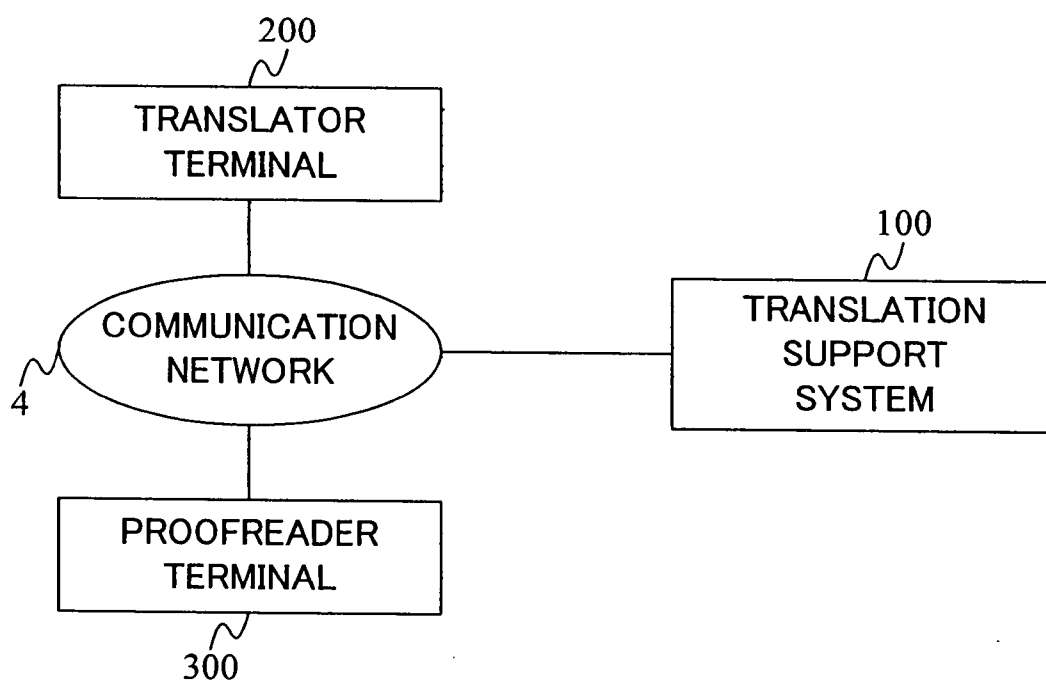 200
TRANSLATOR
TERMINAL
100
COMMUNICATION
NETWORK
4
TRANSLATION
SUPPORT
SYSTEM
PROOFREADER
TERMINAL
300